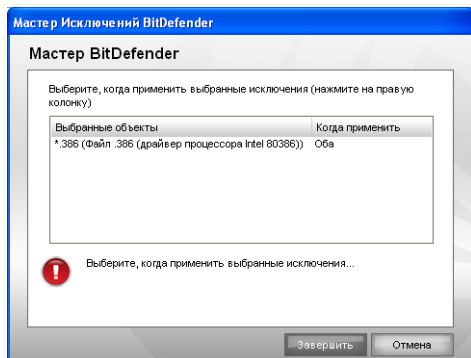 Мастер Исключений BitDefender
Мастер BitDefender
Выберите, когда применить выбранные исключения (нажмите на правую
колонку)
Выбранные объекты Когда применить
*.386 (Файл .386 (драйвер процессора Intel 80386)) Оба
Выберите, когда применить выбранные исключения...
Завершить Отмена